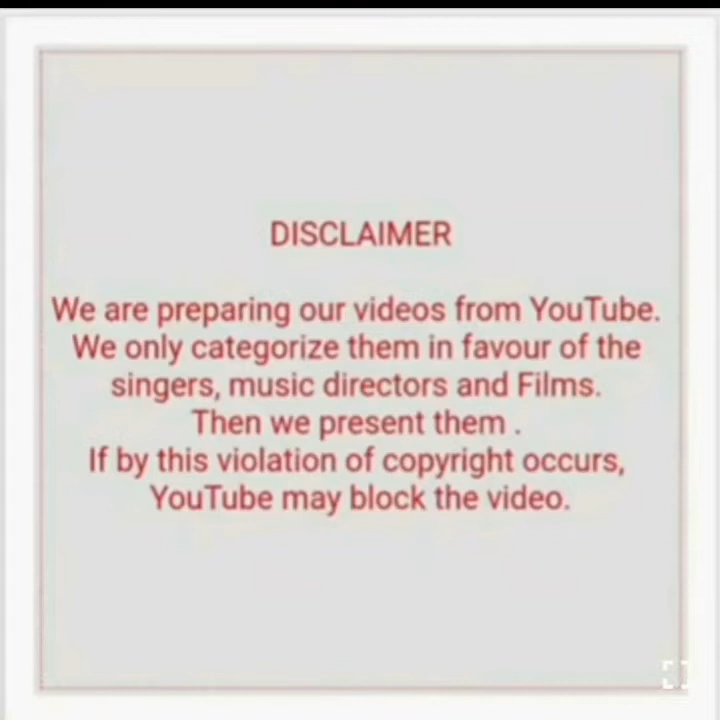 DISCLAIMER
We are preparing our videos from YouTube.
We only categorize them in favour of the
singers, music directors and Films.
Then we present them .
If by this violation of copyright occurs,
YouTube may block the video.